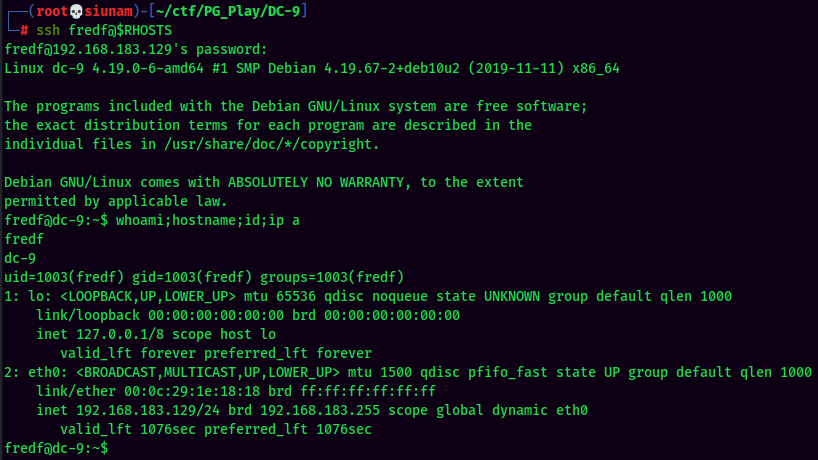 ┌──(root💀siunam)-[~/ctf/PG_Play/DC-9]
└─# ssh fredf@$RHOSTS
fredf@192.168.183.129's password:
Linux dc-9 4.19.0-6-amd64 #1 SMP Debian 4.19.67-2+deb10u2 (2019-11-11) x86_64

The programs included with the Debian GNU/Linux system are free software;
the exact distribution terms for each program are described in the
individual files in /usr/share/doc/*/copyright.

Debian GNU/Linux comes with ABSOLUTELY NO WARRANTY, to the extent
permitted by applicable law.
fredf@dc-9:~$ whoami;hostname;id;ip a
fredf
dc-9
uid=1003(fredf) gid=1003(fredf) groups=1003(fredf)
1: lo: <LOOPBACK,UP,LOWER_UP> mtu 65536 qdisc noqueue state UNKNOWN group default qlen 1000
    link/loopback 00:00:00:00:00:00 brd 00:00:00:00:00:00
    inet 127.0.0.1/8 scope host lo
       valid_lft forever preferred_lft forever
2: eth0: <BROADCAST,MULTICAST,UP,LOWER_UP> mtu 1500 qdisc pfifo_fast state UP group default qlen 1000
    link/ether 00:0c:29:1e:18:18 brd ff:ff:ff:ff:ff:ff
    inet 192.168.183.129/24 brd 192.168.183.255 scope global dynamic eth0
       valid_lft 1076sec preferred_lft 1076sec
fredf@dc-9:~$